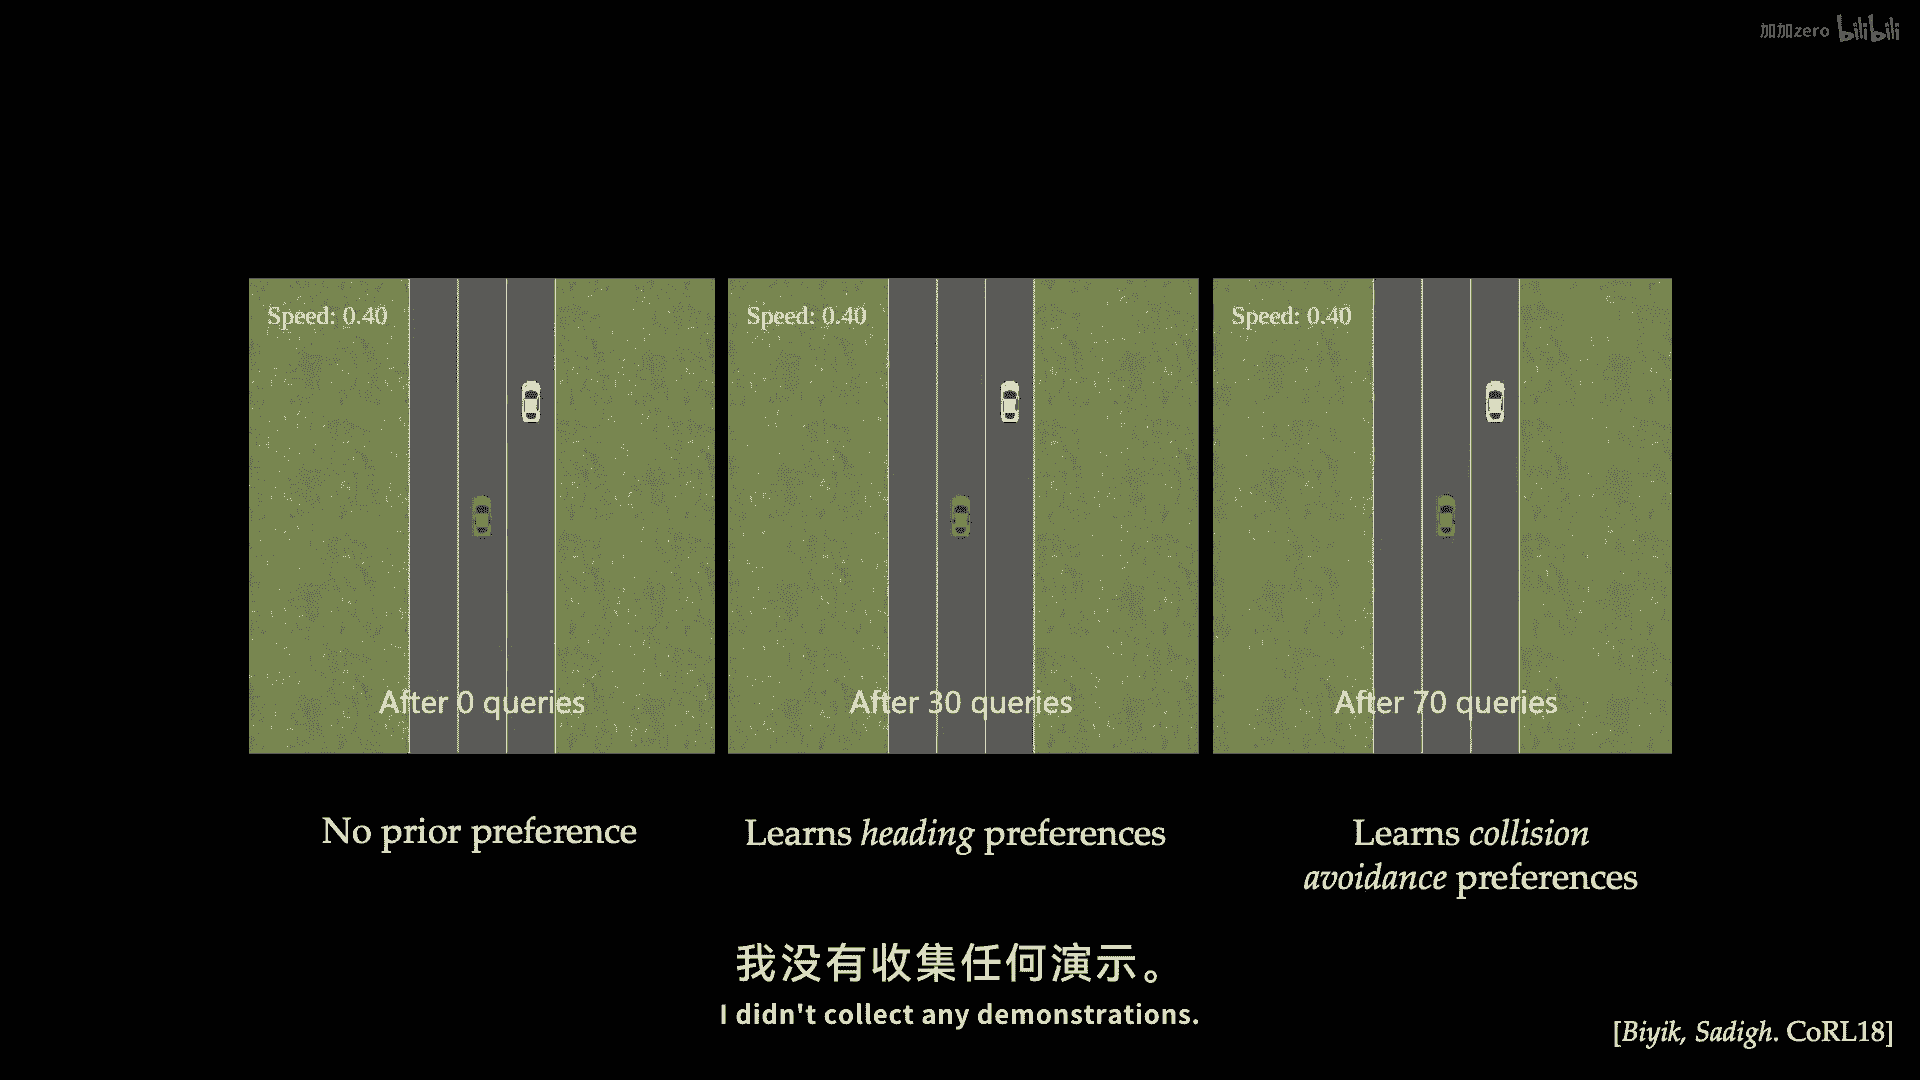 加加zero bilibili
Speed: 0.40
Speed: 0.40
Speed: 0.40
After 0 queries
After 30 queries
After 70 queries
No prior preference
Learns heading preferences
Learns collision
avoidance preferences
我没有收集任何演示。
I didn't collect any demonstrations.
[Biyik, Sadigh. CoRL18]